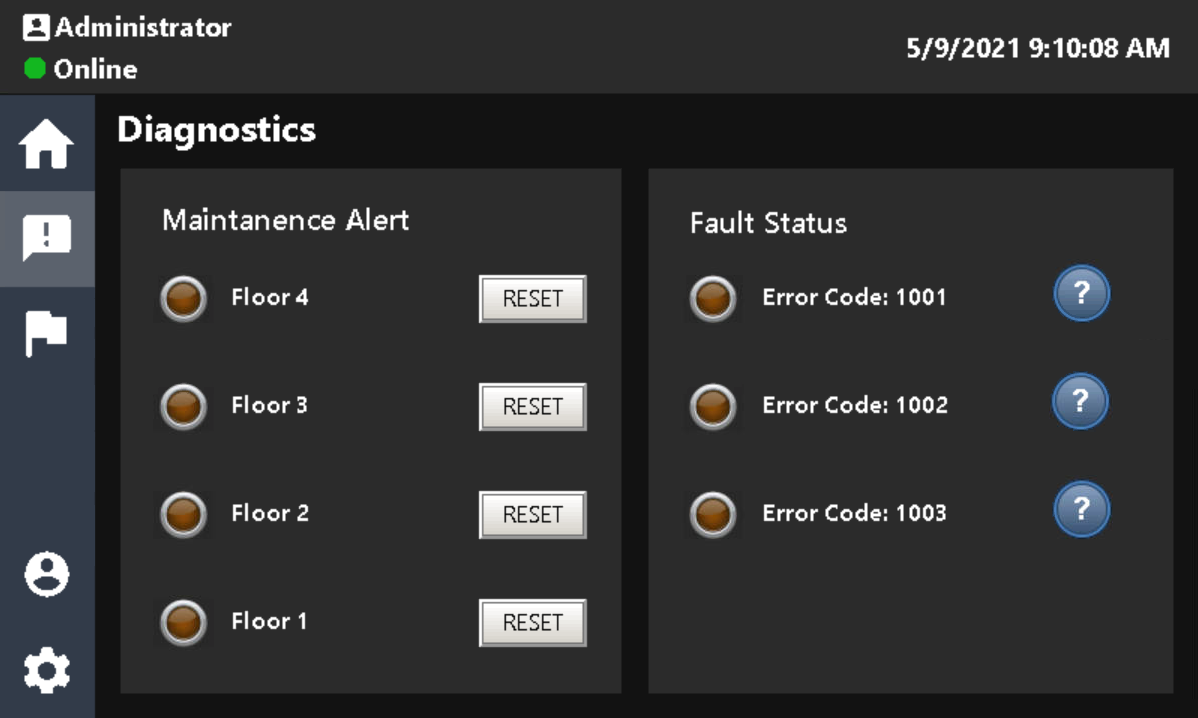 Administrator
Online
5/9/2021 9:10:08 AM
Diagnostics
Maintanence Alert
Floor 4 RESET
Floor 3 RESET
Floor 2 RESET
Floor 1 RESET
Fault Status
Error Code: 1001 ?
Error Code: 1002 ?
Error Code: 1003 ?